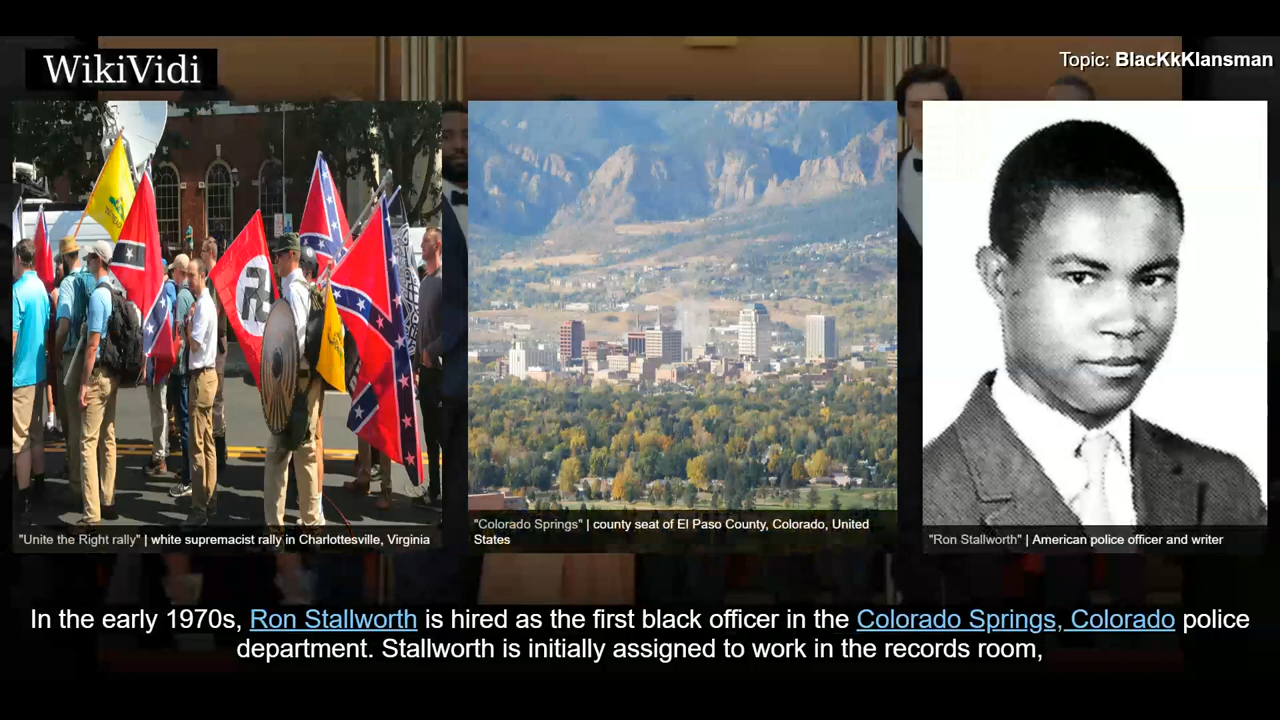 WikiVidi
Topic: BlacKkKlansman
"Unite the Right rally" | white supremacist rally in Charlottesville, Virginia
"Colorado Springs" | county seat of El Paso County, Colorado, United
States
"Ron Stallworth" | American police officer and writer
In the early 1970s, Ron Stallworth is hired as the first black officer in the Colorado Springs, Colorado police
department. Stallworth is initially assigned to work in the records room,